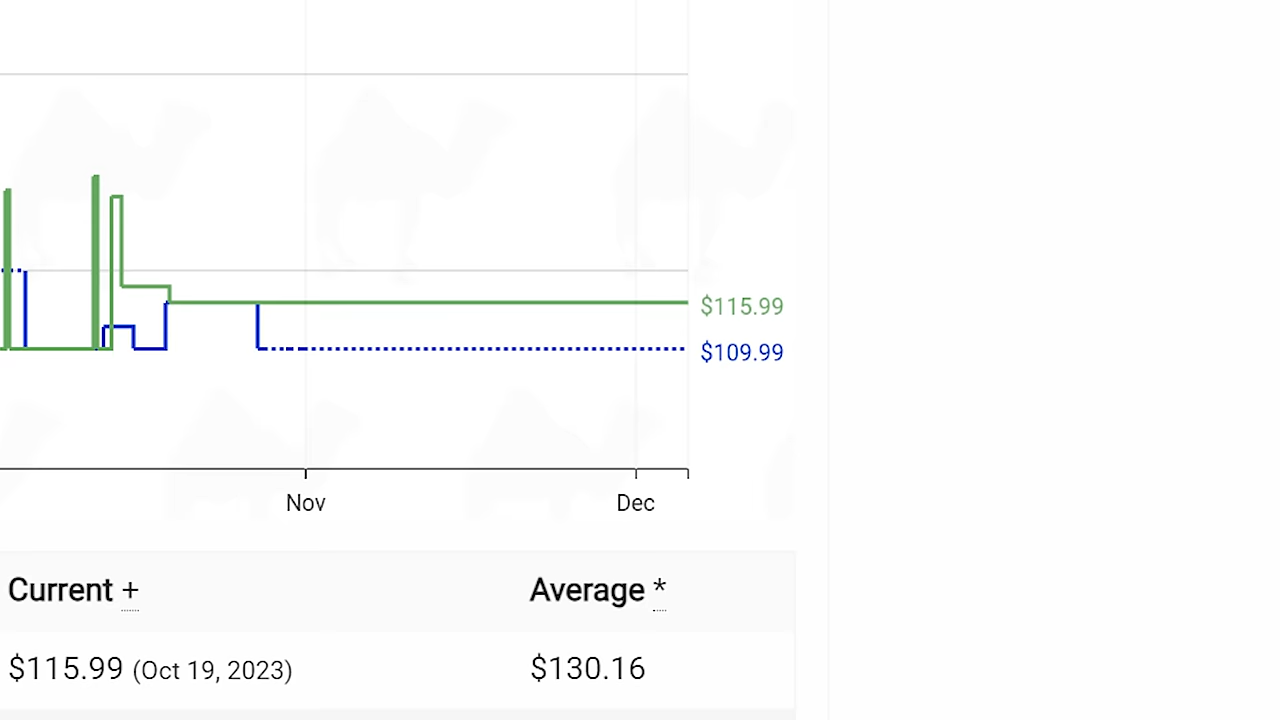 $115.99
$109.99
Nov Dec
Current + Average *
$115.99 (Oct 19, 2023) $130.16